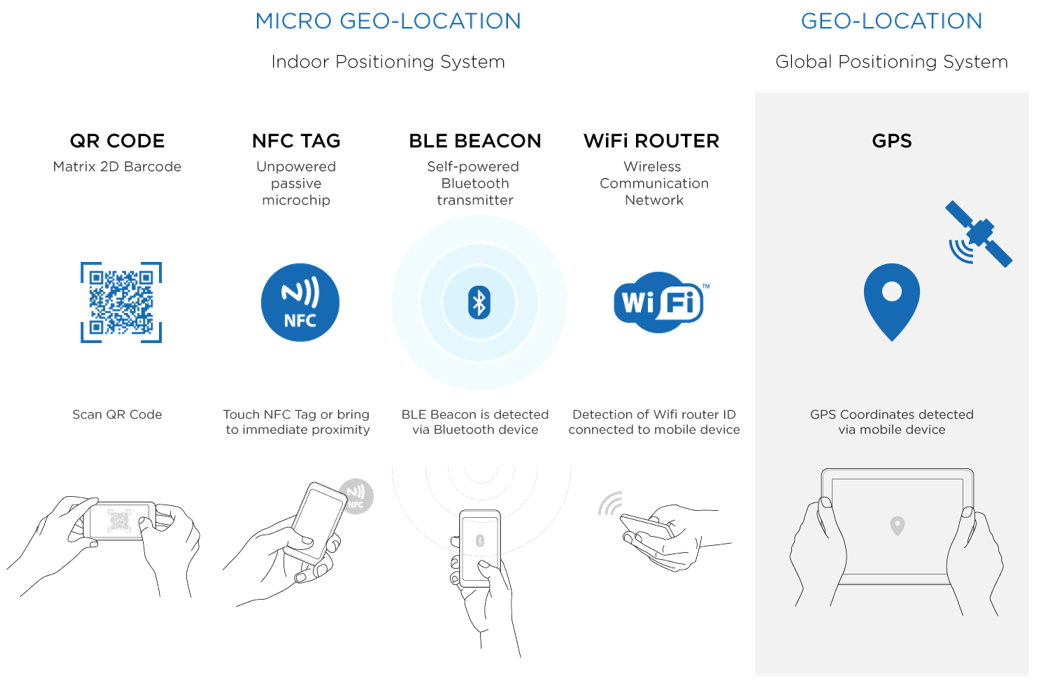 MICRO GEO-LOCATION
Indoor Positioning System
GEO-LOCATION
Global Positioning System
QR CODE
Matrix 2D Barcode
NFC TAG
Unpowered
passive
microchip
BLE BEACON
Self-powered
Bluetooth
transmitter
WiFi ROUTER
Wireless
Communication
Network
GPS
NFC
Wi Fi™
Scan QR Code
Touch NFC Tag or bring
to immediate proximity
BLE Beacon is detected
via Bluetooth device
Detection of Wifi router ID
connected to mobile device
GPS Coordinates detected
via mobile device
NFC